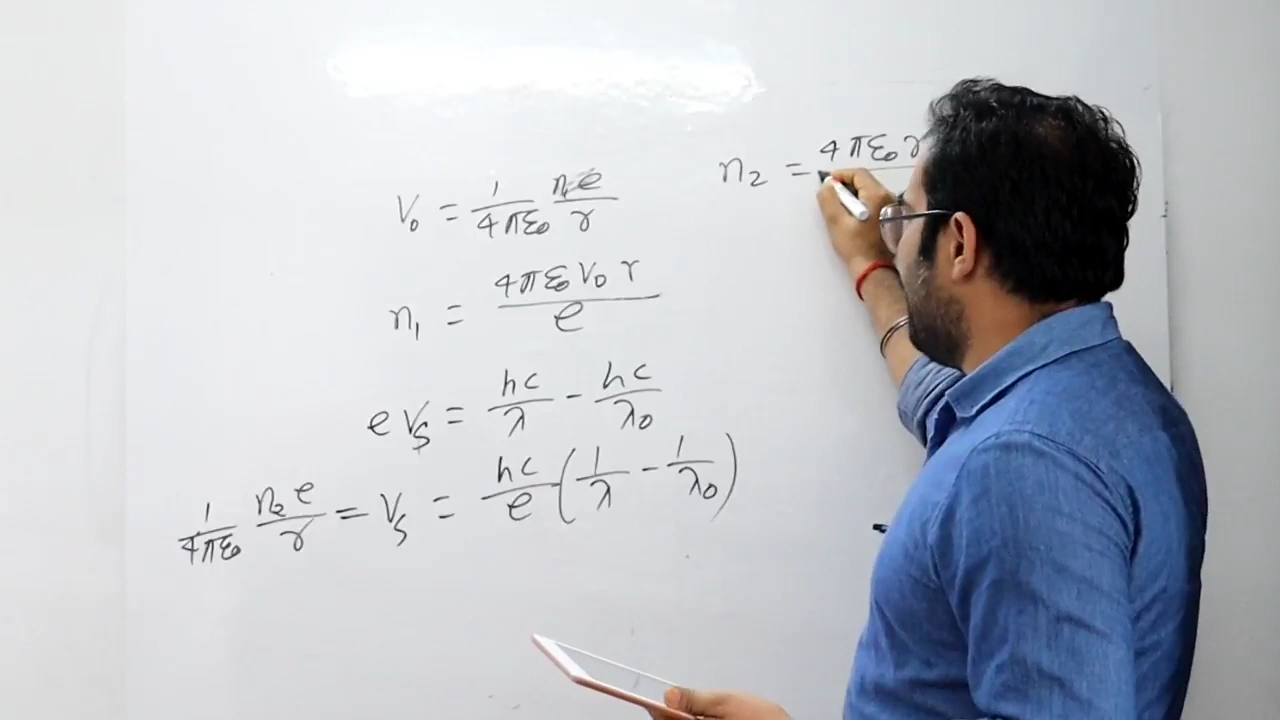 V₀ = 1/4πε₀ n₁e/r
n₁ = 4πε₀V₀r/e
eVₛ = hc/λ - hc/λ₀
1/4πε₀ n₂e/r = Vₛ = hc/e (1/λ - 1/λ₀)
n₂ = 4πε₀r